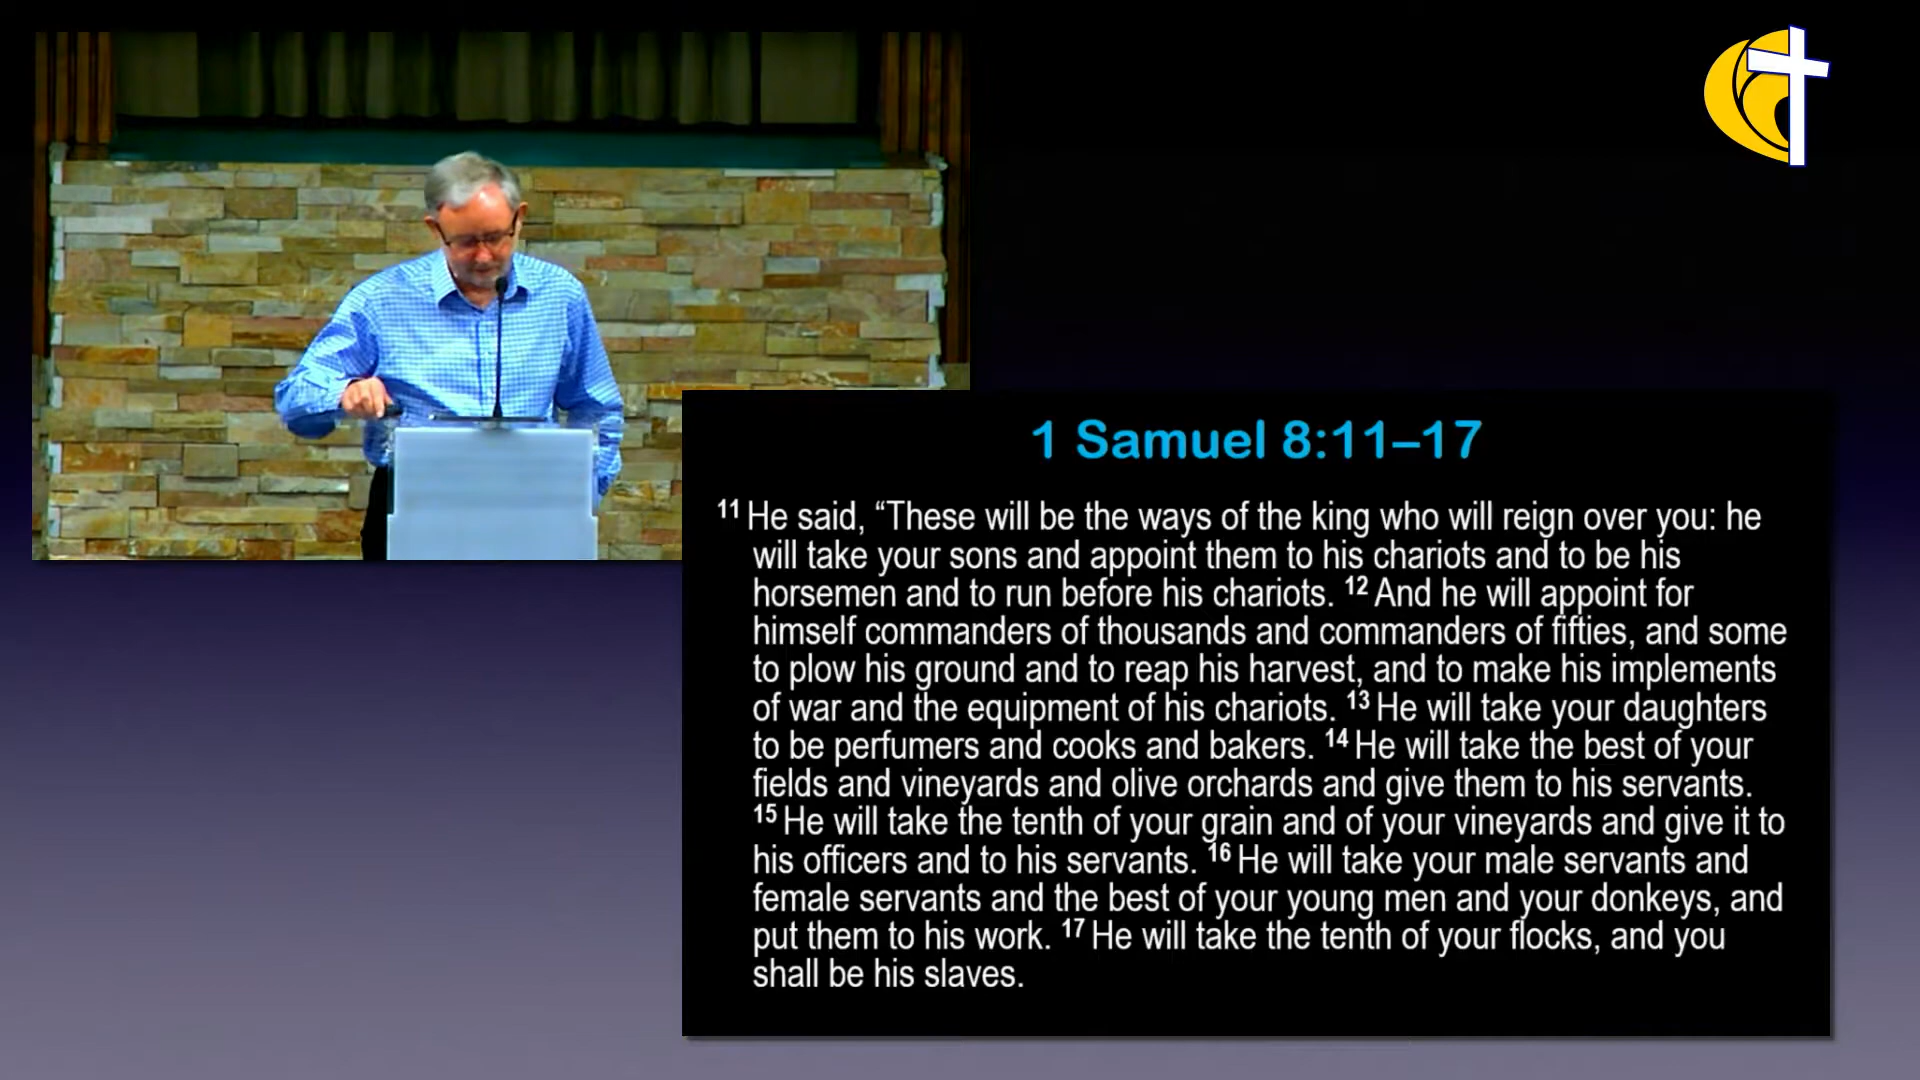 1 Samuel 8:11–17
11 He said, “These will be the ways of the king who will reign over you: he
will take your sons and appoint them to his chariots and to be his
horsemen and to run before his chariots. 12 And he will appoint for
himself commanders of thousands and commanders of fifties, and some
to plow his ground and to reap his harvest, and to make his implements
of war and the equipment of his chariots. 13 He will take your daughters
to be perfumers and cooks and bakers. 14 He will take the best of your
fields and vineyards and olive orchards and give them to his servants.
15 He will take the tenth of your grain and of your vineyards and give it to
his officers and to his servants. 16 He will take your male servants and
female servants and the best of your young men and your donkeys, and
put them to his work. 17 He will take the tenth of your flocks, and you
shall be his slaves.